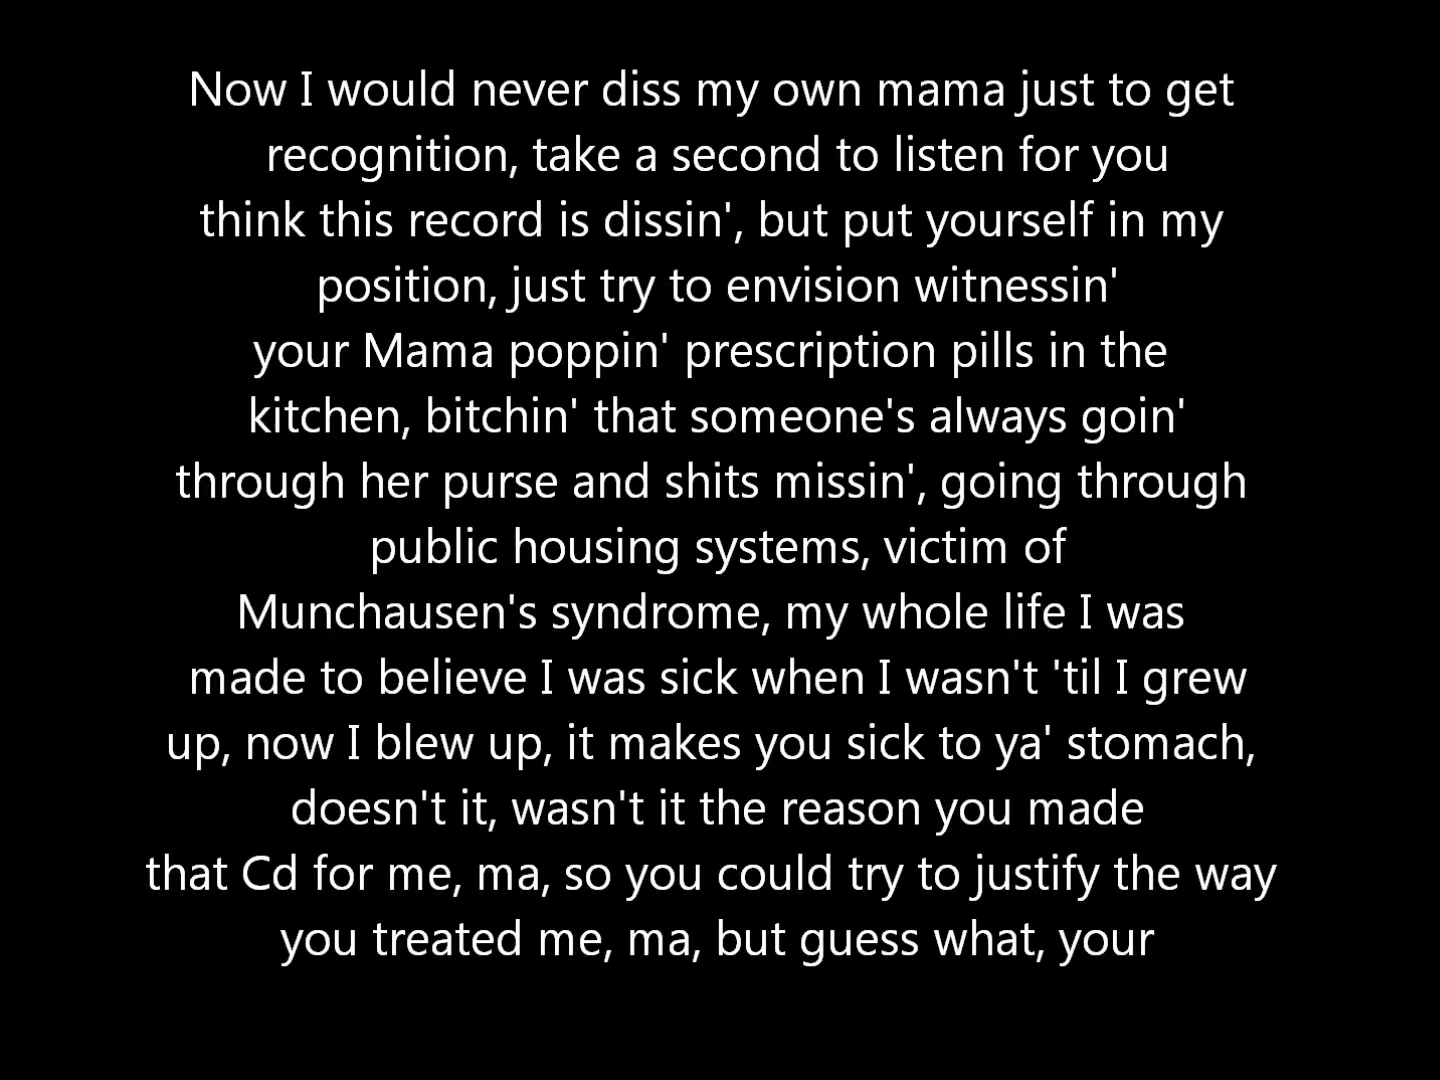 Now I would never diss my own mama just to get
recognition, take a second to listen for you
think this record is dissin', but put yourself in my
position, just try to envision witnessin'
your Mama poppin' prescription pills in the
kitchen, bitchin' that someone's always goin'
through her purse and shits missin', going through
public housing systems, victim of
Munchausen's syndrome, my whole life I was
made to believe I was sick when I wasn't 'til I grew
up, now I blew up, it makes you sick to ya' stomach,
doesn't it, wasn't it the reason you made
that Cd for me, ma, so you could try to justify the way
you treated me, ma, but guess what, your